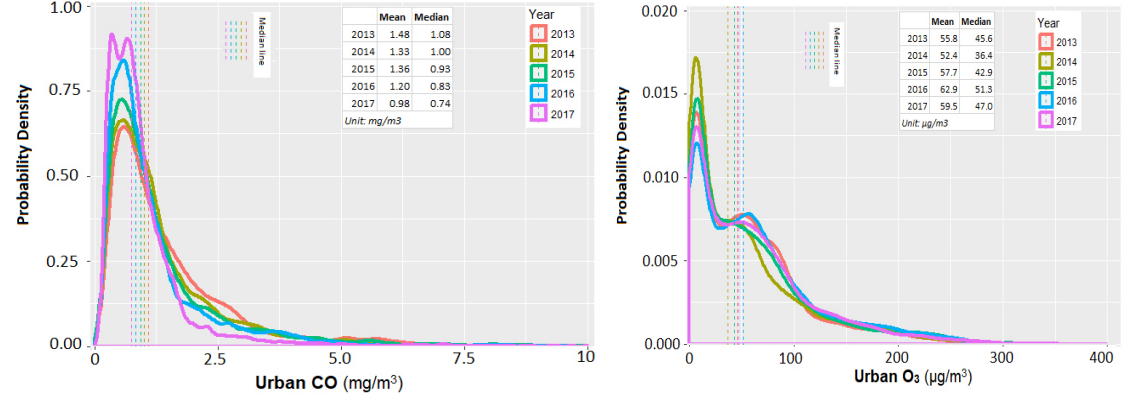 1.00
0.75
0.50
0.25
0.00
Probability Density
0
2.5
5.0
7.5
10
Urban CO (mg/m³)
Median line
Mean Median
2013 1.48 1.08
2014 1.33 1.00
2015 1.36 0.93
2016 1.20 0.83
2017 0.98 0.74
Unit: mg/m3
Year
2013
2014
2015
2016
2017
0.020
0.015
0.010
0.005
0.000
Probability Density
0
100
200
300
400
Urban O₃ (µg/m³)
Median line
Mean Median
2013 55.8 45.6
2014 52.4 36.4
2015 57.7 42.9
2016 62.9 51.3
2017 59.5 47.0
Unit: µg/m3
Year
2013
2014
2015
2016
2017